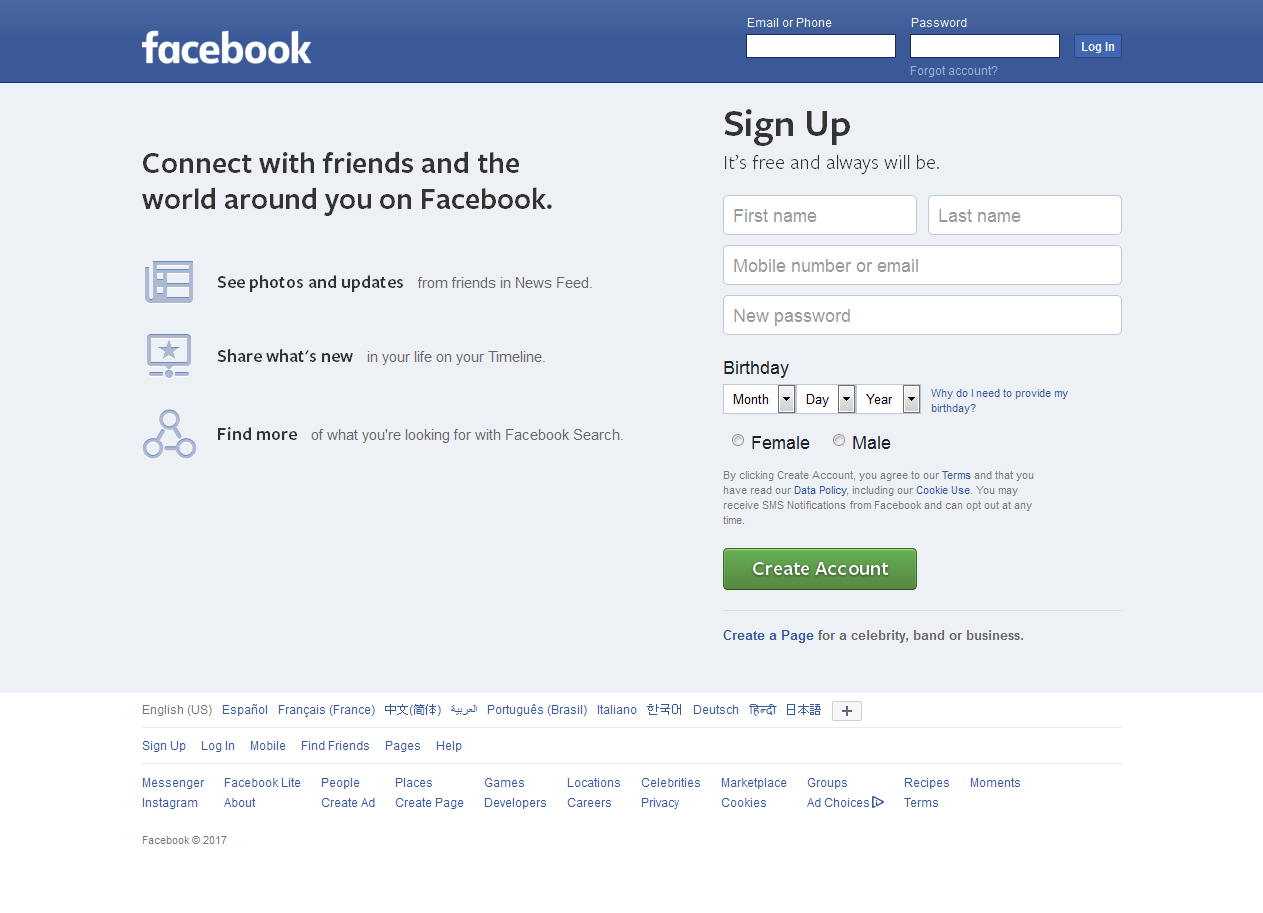 facebook
Email or Phone
Password
Log In
Forgot account?
Connect with friends and the
world around you on Facebook.
See photos and updates from friends in News Feed.
Share what's new in your life on your Timeline.
Find more of what you're looking for with Facebook Search.
Sign Up
It's free and always will be.
First name Last name
Mobile number or email
New password
Birthday
Month Day Year
Why do I need to provide my
birthday?
Female Male
By clicking Create Account, you agree to our Terms and that you
have read our Data Policy, including our Cookie Use. You may
receive SMS Notifications from Facebook and can opt out at any
time.
Create Account
Create a Page for a celebrity, band or business.
English (US) Español Français (France) 中文(简体) العربية Português (Brasil) Italiano 한국어 Deutsch हिन्दी 日本語 +
Sign Up Log In Mobile Find Friends Pages Help
Messenger Facebook Lite People Places Games Locations Celebrities Marketplace Groups Recipes Moments
Instagram About Create Ad Create Page Developers Careers Privacy Cookies Ad Choices Terms
Facebook © 2017